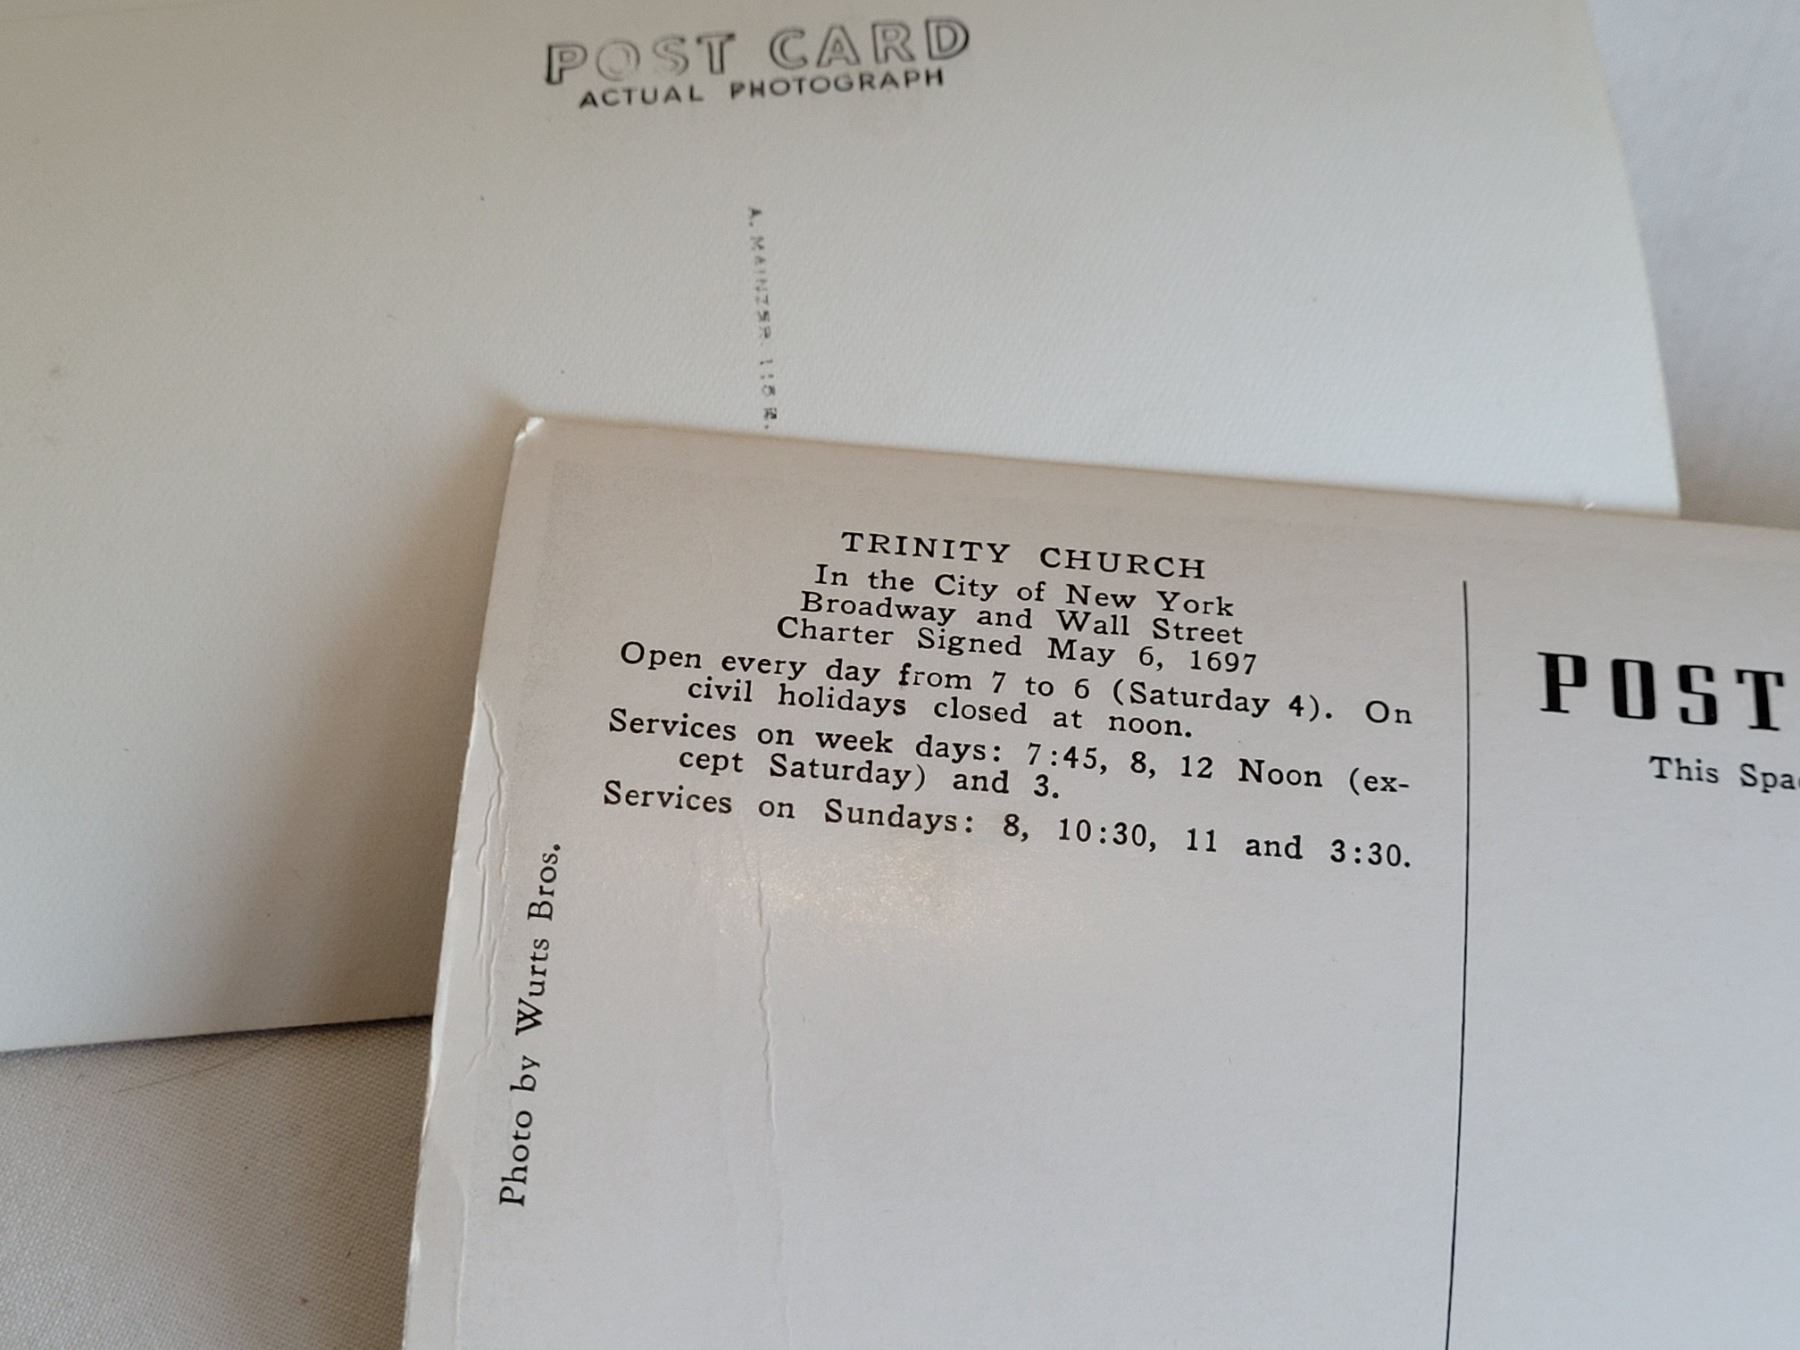 POST CARD
ACTUAL PHOTOGRAPH
A. MAINZER 118 E.
TRINITY CHURCH
In the City of New York
Broadway and Wall Street
Charter Signed May 6, 1697
Open every day from 7 to 6 (Saturday 4). On
civil holidays closed at noon.
Services on week days: 7:45, 8, 12 Noon (ex-
cept Saturday) and 3.
Services on Sundays: 8, 10:30, 11 and 3:30.
Photo by Wurts Bros.
POST
This